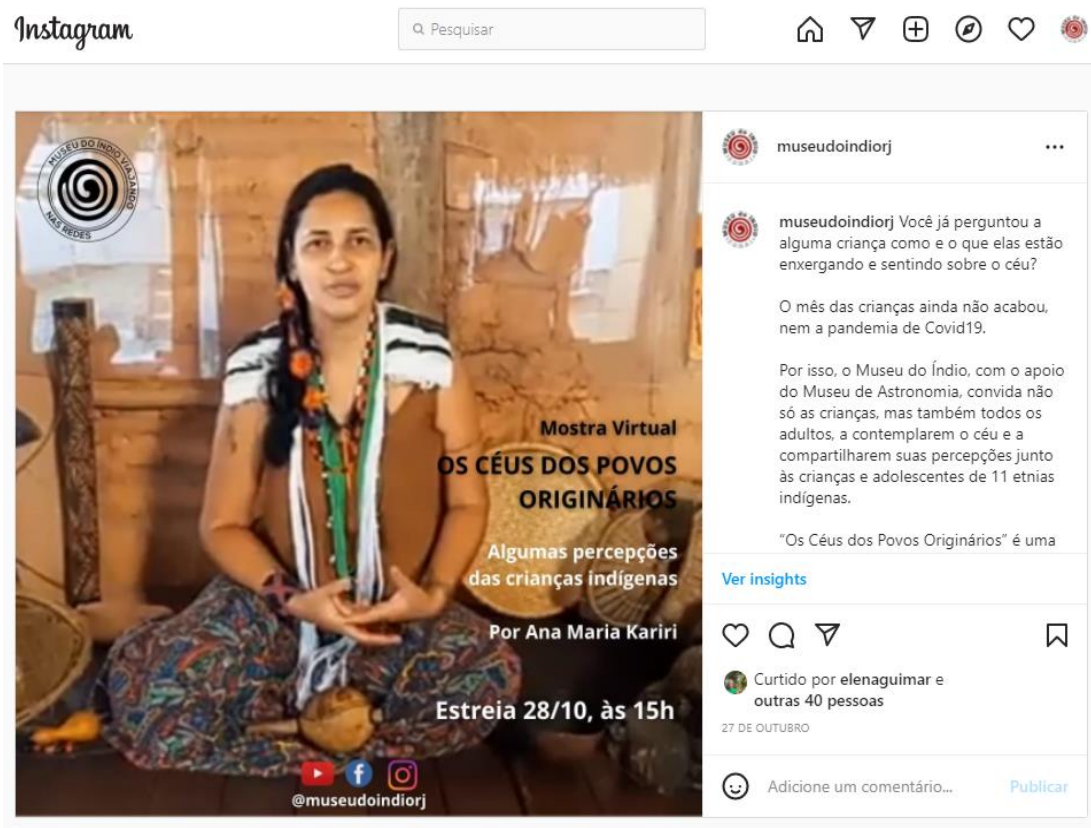 Instagram
Pesquisar
MUSEU DO ÍNDIO VIAJANDO
NAS REDES
Mostra Virtual
OS CÉUS DOS POVOS
ORIGINÁRIOS
Algumas percepções
das crianças indígenas
Por Ana Maria Kariri
Estreia 28/10, às 15h
@museudoindiorj
museudoindiorj
museudoindiorj Você já perguntou a
alguma criança como e o que elas estão
enxergando e sentindo sobre o céu?
O mês das crianças ainda não acabou,
nem a pandemia de Covid19.
Por isso, o Museu do Índio, com o apoio
do Museu de Astronomia, convida não
só as crianças, mas também todos os
adultos, a contemplarem o céu e a
compartilharem suas percepções junto
às crianças e adolescentes de 11 etnias
indígenas.
“Os Céus dos Povos Originários” é uma
Ver insights
Curtido por elenaguimar e
outras 40 pessoas
27 DE OUTUBRO
Adicione um comentário...
Publicar